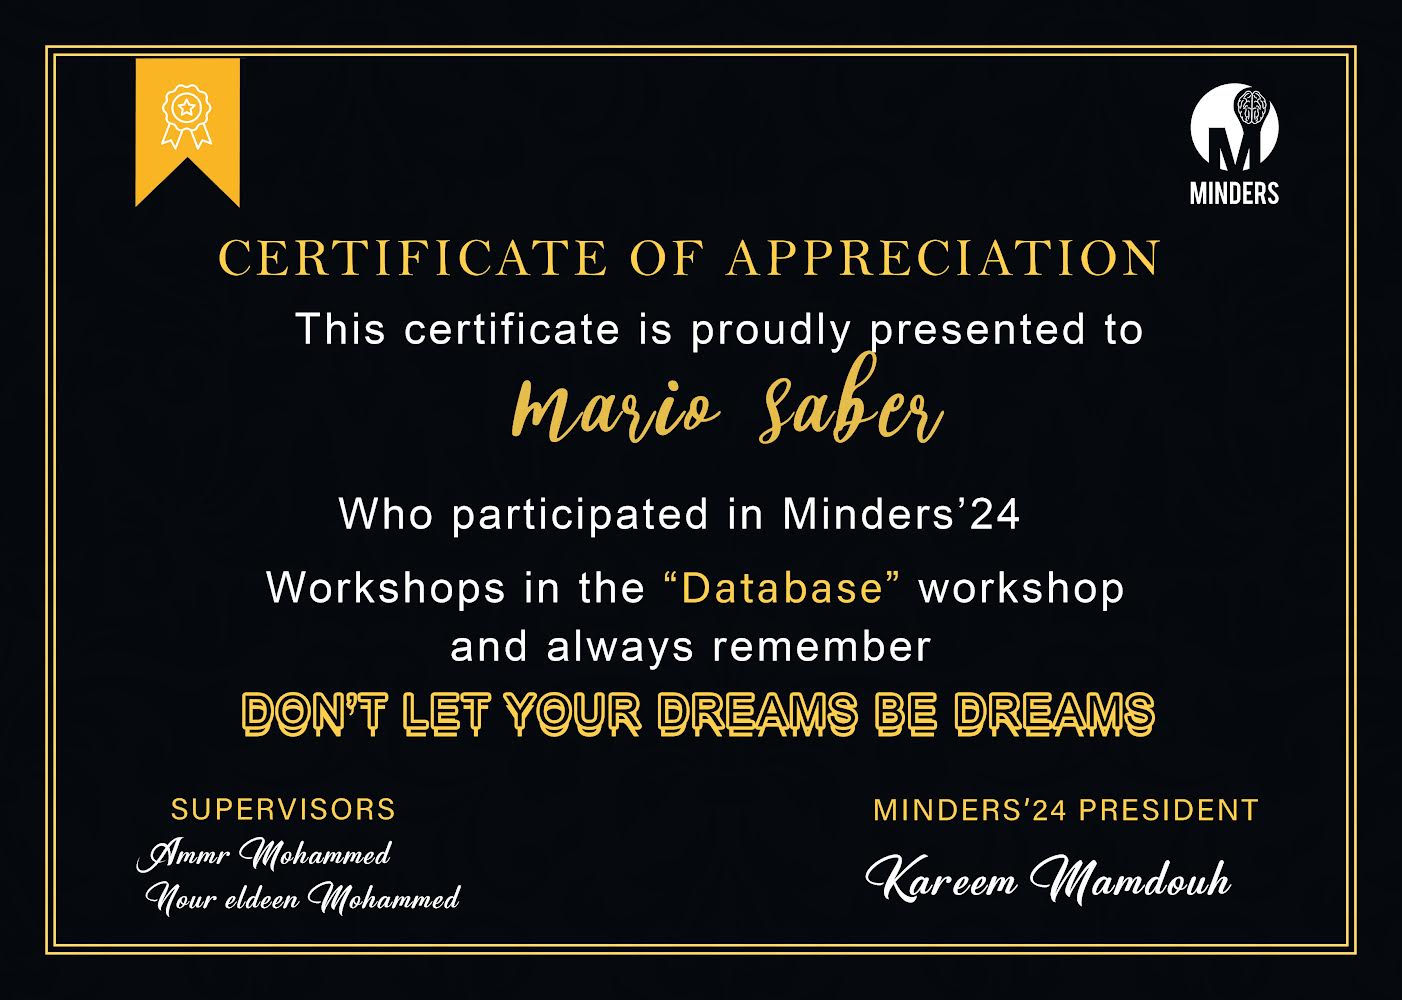 MINDERS
CERTIFICATE OF APPRECIATION
This certificate is proudly presented to
Mario Saber
Who participated in Minders’24
Workshops in the “Database” workshop
and always remember
DON’T LET YOUR DREAMS BE DREAMS
SUPERVISORS
Ammr Mohammed
Nour eldeen Mohammed
MINDERS’24 PRESIDENT
Kareem Mamdouh